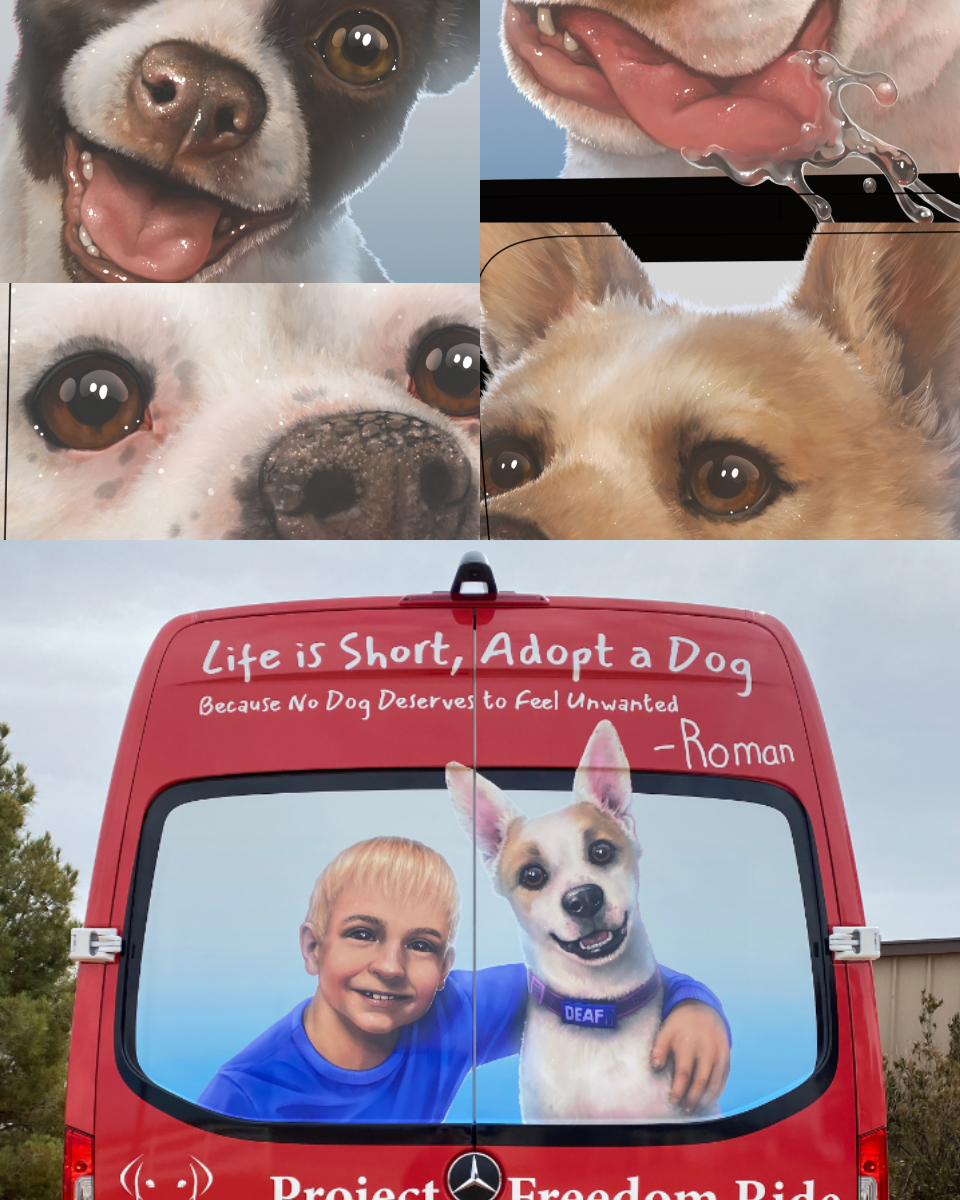 Life is Short, Adopt a Dog
Because No Dog Deserves to Feel Unwanted
-Roman
DEAF
Project Freedom Ride